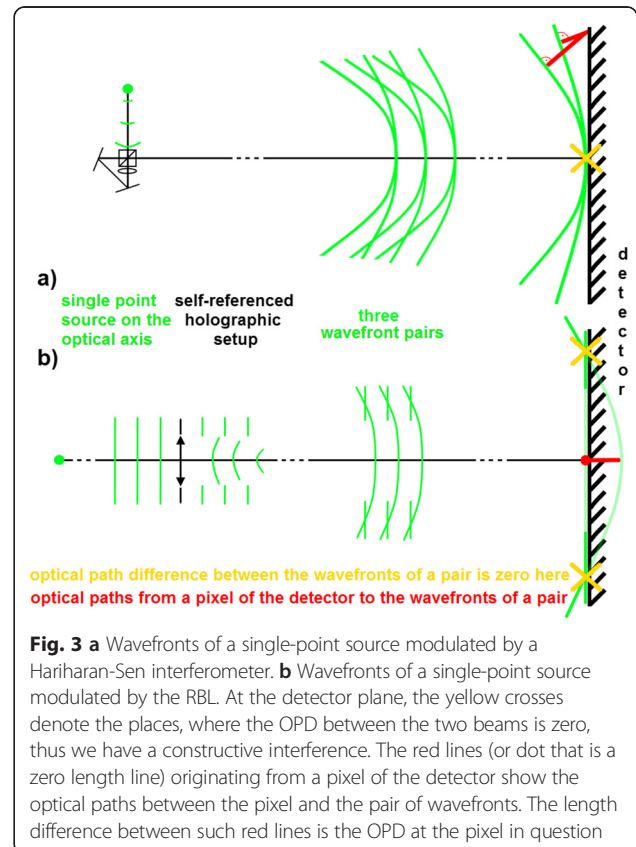 a)
single point
source on the
optical axis
self-referenced
holographic
setup
three
wavefront pairs
detector
b)
optical path difference between the wavefronts of a pair is zero here
optical paths from a pixel of the detector to the wavefronts of a pair
Fig. 3 a Wavefronts of a single-point source modulated by a
Hariharan-Sen interferometer. b Wavefronts of a single-point source
modulated by the RBL. At the detector plane, the yellow crosses
denote the places, where the OPD between the two beams is zero,
thus we have a constructive interference. The red lines (or dot that is a
zero length line) originating from a pixel of the detector show the
optical paths between the pixel and the pair of wavefronts. The length
difference between such red lines is the OPD at the pixel in question